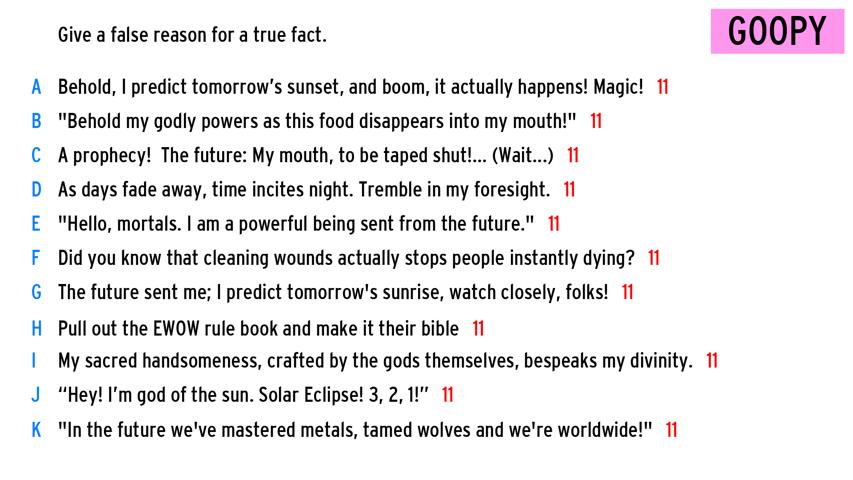 Give a false reason for a true fact.
GOOPY
A Behold, I predict tomorrow's sunset, and boom, it actually happens! Magic! 11
B "Behold my godly powers as this food disappears into my mouth!" 11
C A prophecy!  The future: My mouth, to be taped shut!... (Wait...) 11
D As days fade away, time incites night. Tremble in my foresight. 11
E "Hello, mortals. I am a powerful being sent from the future." 11
F Did you know that cleaning wounds actually stops people instantly dying? 11
G The future sent me; I predict tomorrow's sunrise, watch closely, folks! 11
H Pull out the EWOW rule book and make it their bible 11
I My sacred handsomeness, crafted by the gods themselves, bespeaks my divinity. 11
J “Hey! I’m god of the sun. Solar Eclipse! 3, 2, 1!” 11
K "In the future we've mastered metals, tamed wolves and we're worldwide!" 11